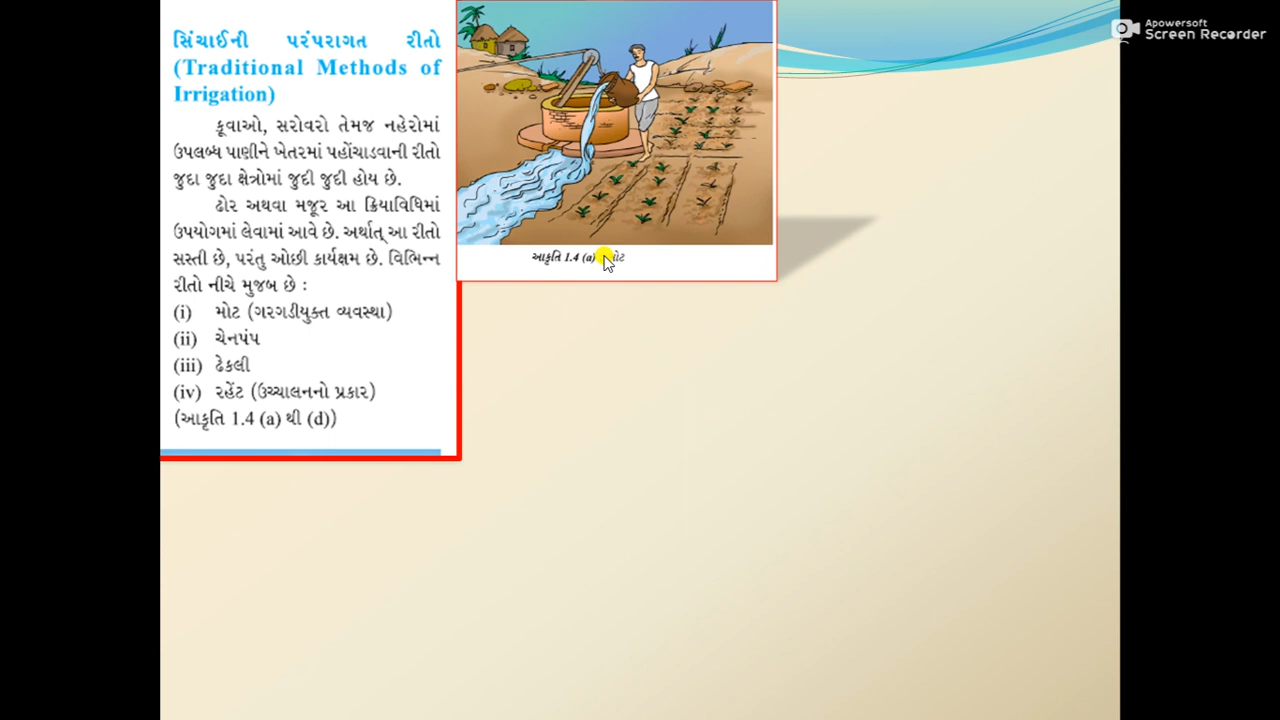 સિંચાઈની પરંપરાગત રીતો
(Traditional Methods of
Irrigation)
કૂવાઓ, સરોવરો તેમજ નહેરોમાં
ઉપલબ્ધ પાણીને ખેતરમાં પહોંચાડવાની રીતો
જુદા જુદા ક્ષેત્રોમાં જુદી જુદી હોય છે.
ઢોર અથવા મજૂર આ ક્રિયાવિધિમાં
ઉપયોગમાં લેવામાં આવે છે. અર્થાત્ આ રીતો
સસ્તી છે, પરંતુ ઓછી કાર્યક્ષમ છે. વિભિન્ન
રીતો નીચે મુજબ છે :
(i) મોટ (ગરગડીયુક્ત વ્યવસ્થા)
(ii) ચેનપંપ
(iii) ઢેકલી
(iv) રહેંટ (ઉચ્ચાલનનો પ્રકાર)
(આકૃતિ 1.4 (a) થી (d))
આકૃતિ 1.4 (a)
Apowersoft
Screen Recorder